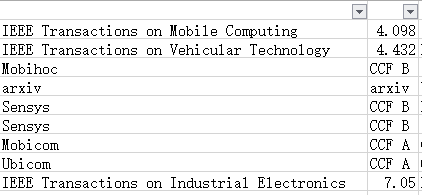 IEEE Transactions on Mobile Computing 4.098
IEEE Transactions on Vehicular Technology 4.432
Mobihoc CCF B
arxiv arxiv
Sensys CCF B
Sensys CCF B
Mobicom CCF A
Ubicom CCF A
IEEE Transactions on Industrial Electronics 7.05